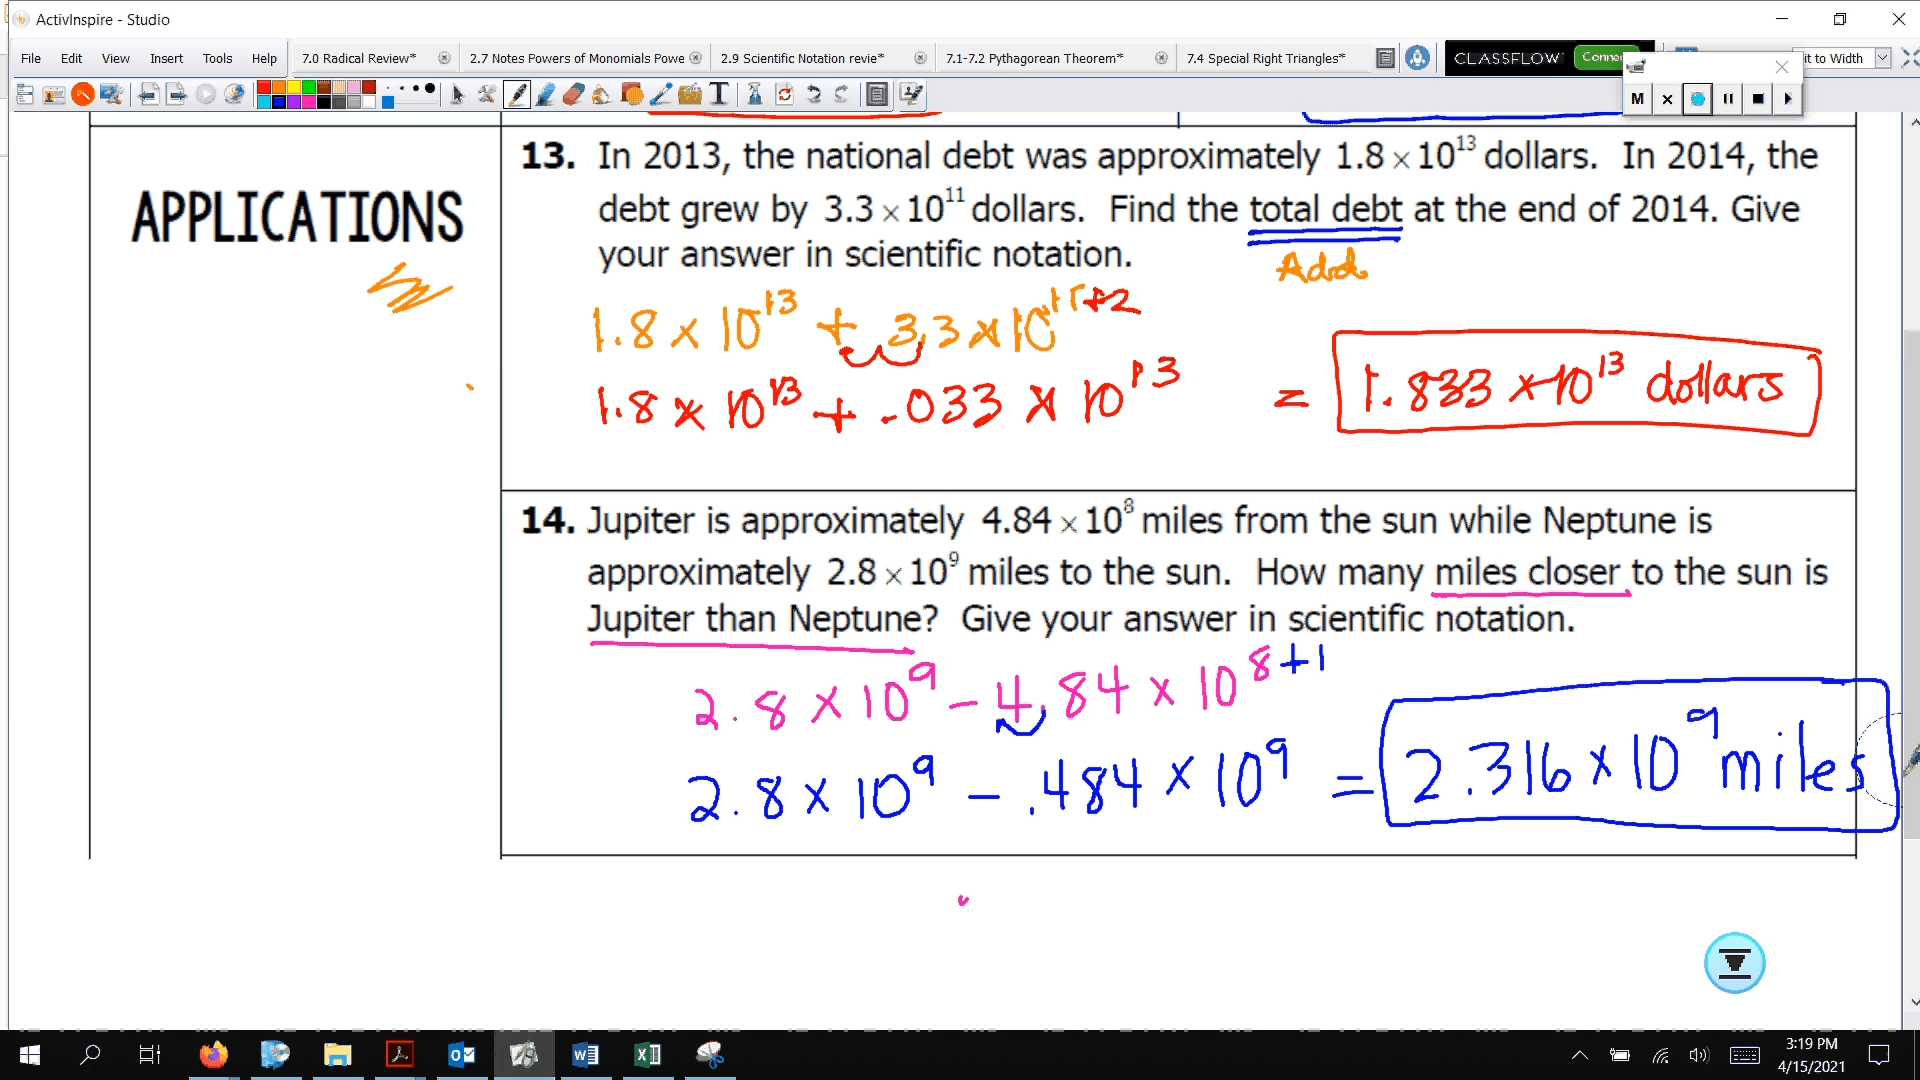 ActivInspire - Studio
File Edit View Insert Tools Help
7.0 Radical Review*
2.7 Notes Powers of Monomials Powe
2.9 Scientific Notation revie*
7.1-7.2 Pythagorean Theorem*
7.4 Special Right Triangles*
CLASSFLOW
Conne
it to Width
M
APPLICATIONS
13. In 2013, the national debt was approximately 1.8 × 10¹³ dollars. In 2014, the
debt grew by 3.3 × 10¹¹ dollars. Find the total debt at the end of 2014. Give
your answer in scientific notation.
Add
1.8 × 10¹³ + 3.3 × 10¹¹⁺²
1.8 × 10¹³ + .033 × 10¹³ = 1.833 × 10¹³ dollars
14. Jupiter is approximately 4.84 × 10⁸ miles from the sun while Neptune is
approximately 2.8 × 10⁹ miles to the sun. How many miles closer to the sun is
Jupiter than Neptune? Give your answer in scientific notation.
2.8 × 10⁹ - 4.84 × 10⁸⁺¹
2.8 × 10⁹ - .484 × 10⁹ = 2.316 × 10⁹ miles
3:19 PM
4/15/2021